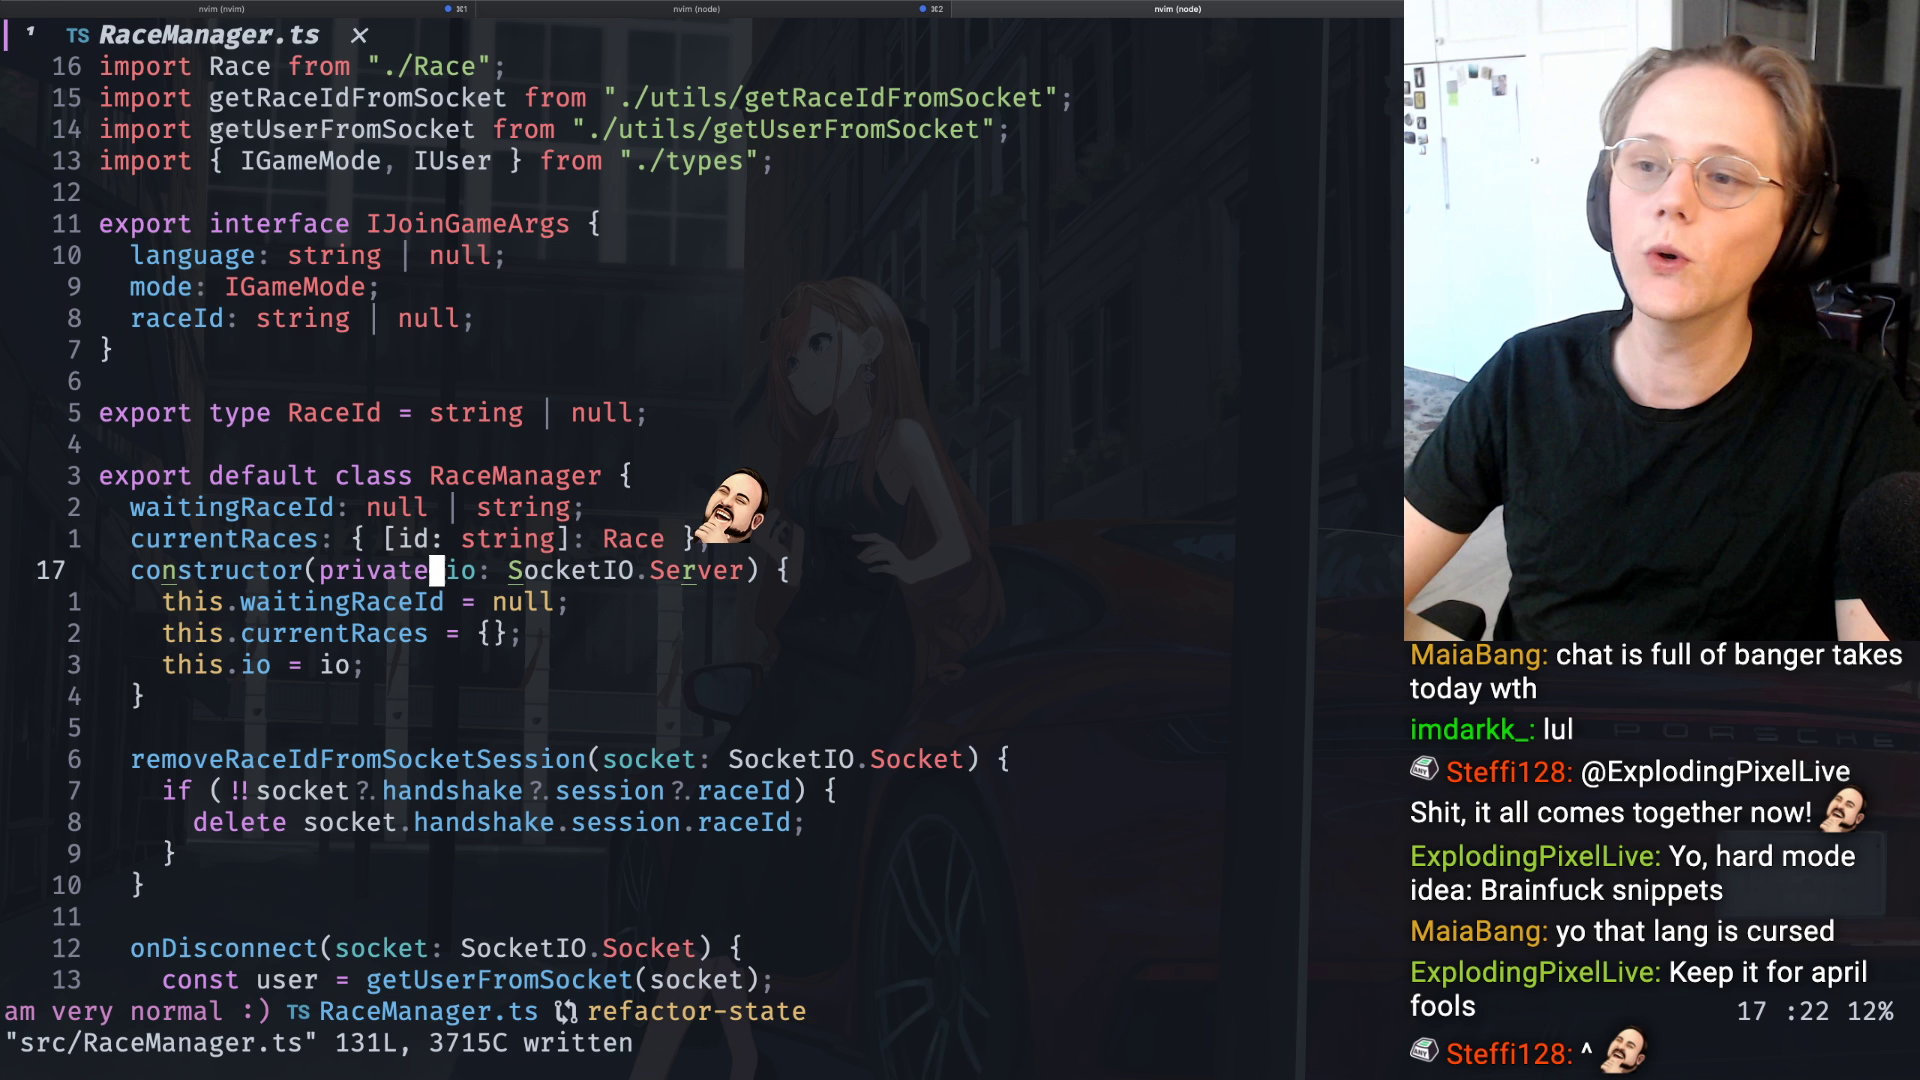 nvim (nvim) ⌘1 nvim (node) ⌘2 nvim (node)
¹ TS RaceManager.ts ×
16 import Race from "./Race";
15 import getRaceIdFromSocket from "./utils/getRaceIdFromSocket";
14 import getUserFromSocket from "./utils/getUserFromSocket";
13 import { IGameMode, IUser } from "./types";
12
11 export interface IJoinGameArgs {
10 language: string | null;
9 mode: IGameMode;
8 raceId: string | null;
7 }
6
5 export type RaceId = string | null;
4
3 export default class RaceManager {
2 waitingRaceId: null | string;
1 currentRaces: { [id: string]: Race };
17 constructor(private io: SocketIO.Server) {
1 this.waitingRaceId = null;
2 this.currentRaces = {};
3 this.io = io;
4 }
5
6 removeRaceIdFromSocketSession(socket: SocketIO.Socket) {
7 if (!!socket?.handshake?.session?.raceId) {
8 delete socket.handshake.session.raceId;
9 }
10 }
11
12 onDisconnect(socket: SocketIO.Socket) {
13 const user = getUserFromSocket(socket);
am very normal :) TS RaceManager.ts refactor-state
17 :22 12%
"src/RaceManager.ts" 131L, 3715C written
MaiaBang: chat is full of banger takes
today wth
imdarkk_: lul
PORSCHE
ANY Steffi128: @ExplodingPixelLive
Shit, it all comes together now!
ExplodingPixelLive: Yo, hard mode
idea: Brainfuck snippets
MaiaBang: yo that lang is cursed
ExplodingPixelLive: Keep it for april
fools
ANY Steffi128: ^